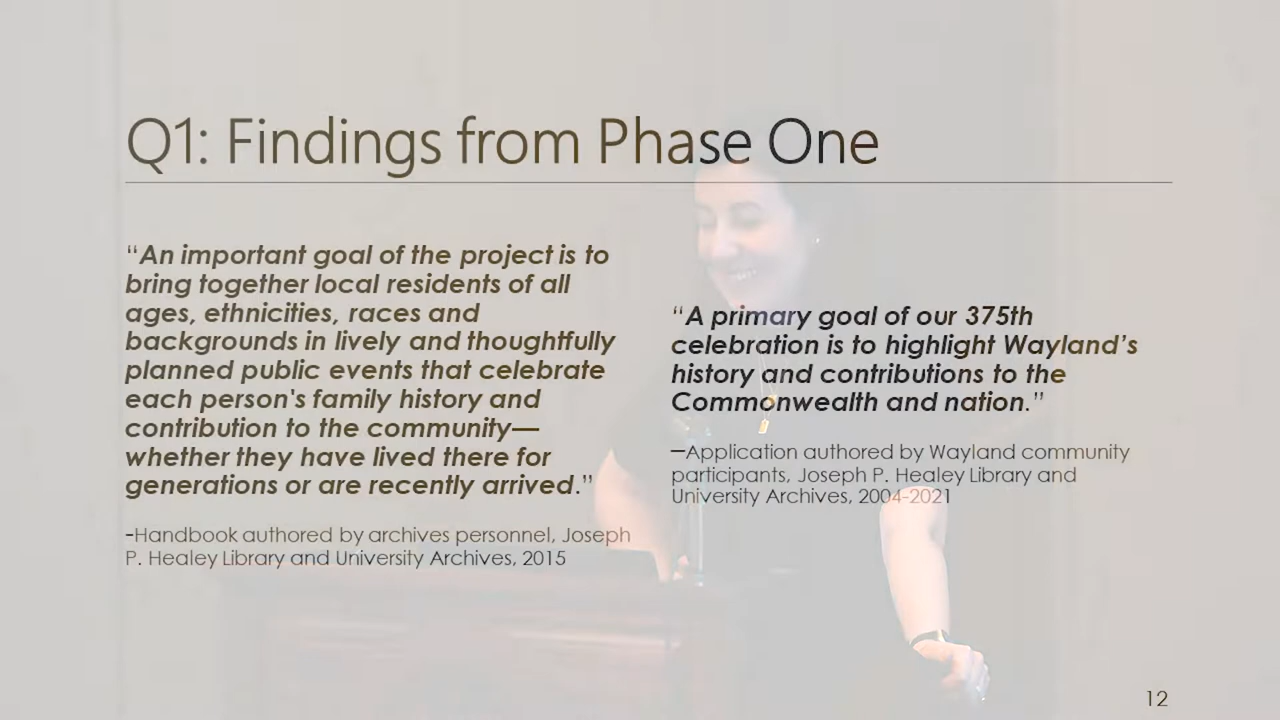 Q1: Findings from Phase One
“An important goal of the project is to
bring together local residents of all
ages, ethnicities, races and
backgrounds in lively and thoughtfully
planned public events that celebrate
each person's family history and
contribution to the community—
whether they have lived there for
generations or are recently arrived.”
-Handbook authored by archives personnel, Joseph
P. Healey Library and University Archives, 2015
“A primary goal of our 375th
celebration is to highlight Wayland’s
history and contributions to the
Commonwealth and nation.”
–Application authored by Wayland community
participants, Joseph P. Healey Library and
University Archives, 2004-2021
12